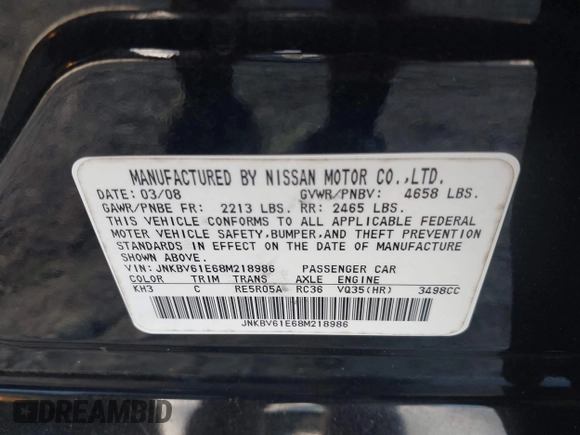 MANUFACTURED BY NISSAN MOTOR CO.,LTD.
DATE: 03/08 GVWR/PNBV: 4658 LBS.
GAWR/PNBE FR: 2213 LBS. RR: 2465 LBS.
THIS VEHICLE CONFORMS TO ALL APPLICABLE FEDERAL
MOTOR VEHICLE SAFETY,BUMPER,AND THEFT PREVENTION
STANDARDS IN EFFECT ON THE DATE OF MANUFACTURE
SHOWN ABOVE.
VIN: JNKBV61E68M218986 PASSENGER CAR
COLOR TRIM TRANS AXLE ENGINE
KH3 C RE5R05A RC36 VQ35(HR) 3498CC
JNKBV61E68M218986
DREAMBID